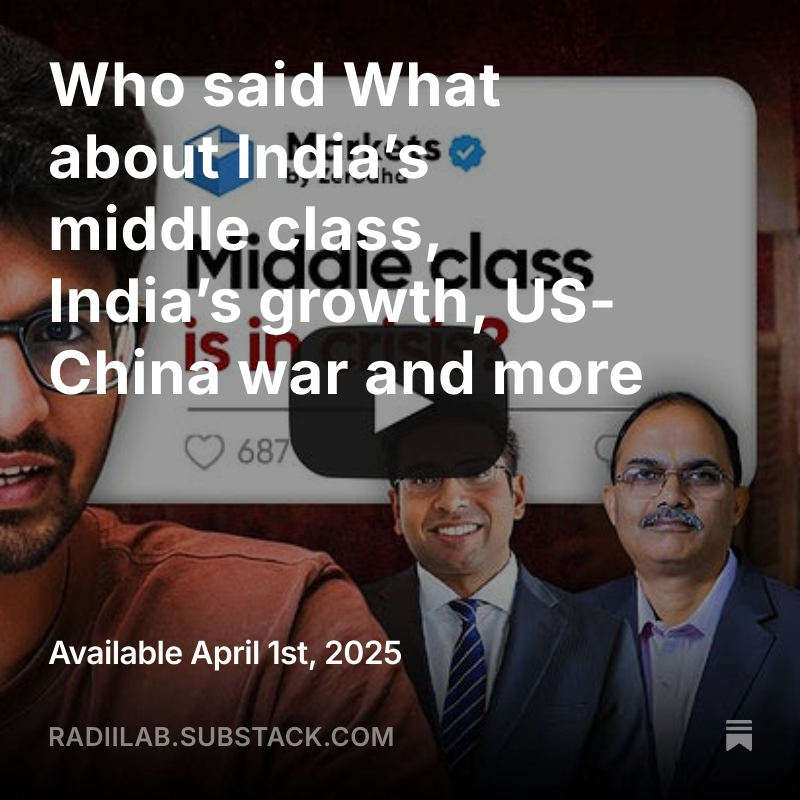 Who said What
about India’s
middle class,
India’s growth, US-
China war and more
Markets
by Zerodha
Middle class
is in crisis?
687
Available April 1st, 2025
RADIILAB.SUBSTACK.COM